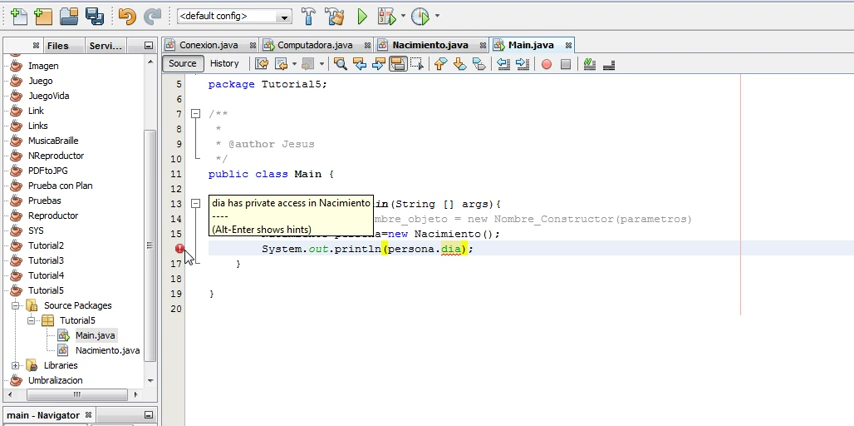 <default config>
Files
Servi...
Conexion.java
Computadora.java
Nacimiento.java
Main.java
Source
History
Imagen
Juego
JuegoVida
Link
Links
MusicaBraille
NReproductor
PDFtoJPG
Prueba con Plan
Pruebas
Reproductor
SYS
Tutorial2
Tutorial3
Tutorial4
Tutorial5
Source Packages
Tutorial5
Main.java
Nacimiento.java
Libraries
Umbralizacion
main - Navigator
5 package Tutorial5;
6
7 /**
8 *
9 * @author Jesus
10 */
11 public class Main {
12
13 in(String [] args){
14 mbre_objeto = new Nombre_Constructor(parametros)
15 =new Nacimiento();
System.out.println(persona.dia);
17 }
18
19 }
20
dia has private access in Nacimiento
----
(Alt-Enter shows hints)